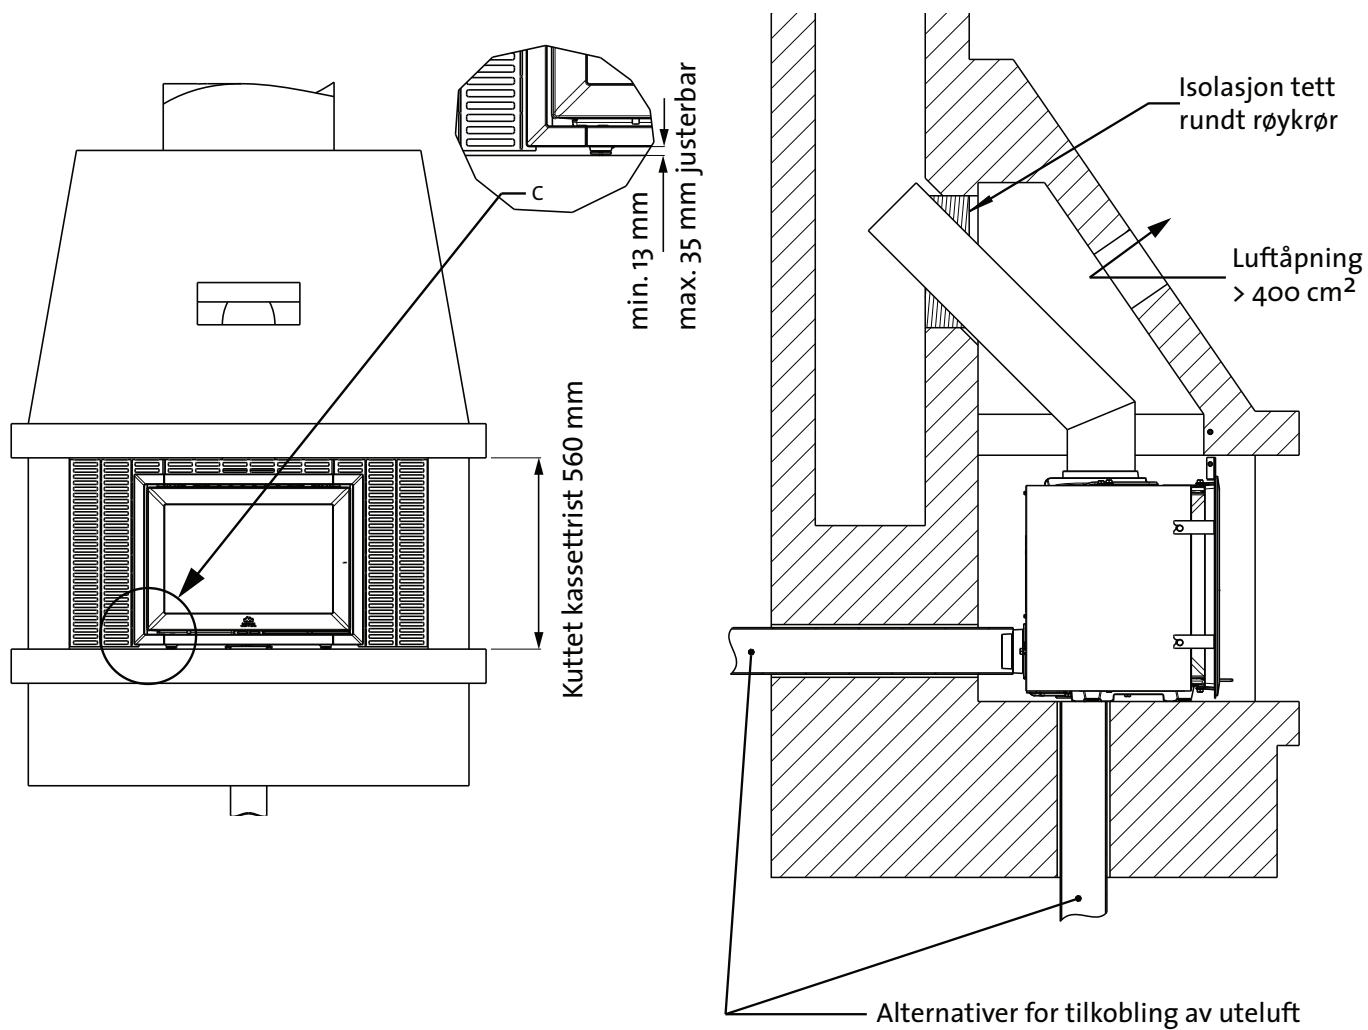 Isolasjon tett
rundt røykrør
C
min. 13 mm
max. 35 mm justerbar
Luftåpning
> 400 cm²
Kuttet kassettrist 560 mm
Alternativer for tilkobling av uteluft